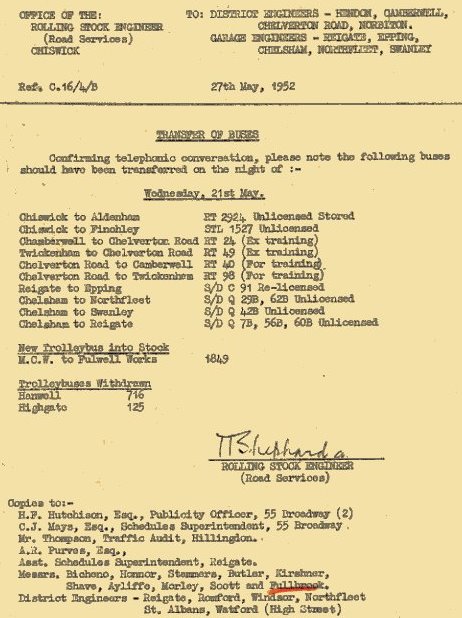 OFFICE OF THE: TO: DISTRICT ENGINEERS - HENDON, CAMBERWELL,
ROLLING STOCK ENGINEER CHELVERTON ROAD, NORBITON.
(Road Services) GARAGE ENGINEERS - REIGATE, EPPING,
CHISWICK CHELSHAM, NORTHFLEET, SWANLEY
Ref. C.16/4/B 27th May, 1952
TRANSFER OF BUSES
Confirming telephonic conversation, please note the following buses
should have been transferred on the night of :-
Wednesday, 21st May.
Chiswick to Aldenham RT 2924 Unlicensed Stored
Chiswick to Finchley STL 1527 Unlicensed
Chamberwell to Chelverton Road RT 24 (Ex training)
Twickenham to Chelverton Road RT 49 (Ex training)
Chelverton Road to Camberwell RT 40 (For training)
Chelverton Road to Twickenham RT 98 (For training)
Reigate to Epping S/D C 91 Re-licensed
Chelsham to Northfleet S/D Q 29B, 62B Unlicensed
Chelsham to Swanley S/D Q 42B Unlicensed
Chelsham to Reigate S/D Q 7B, 56B, 60B Unlicensed
New Trolleybus into Stock
M.C.W. to Fulwell Works 1849
Trolleybuses Withdrawn
Hanwell 716
Highgate 125
ROLLING STOCK ENGINEER
(Road Services)
Copies to:-
H.F. Hutchison, Esq., Publicity Officer, 55 Broadway (2)
C.J. Mays, Esq., Schedules Superintendent, 55 Broadway.
Mr. Thompson, Traffic Audit, Hillingdon.
A.R. Purves, Esq.,
Asst. Schedules Superintendent, Reigate.
Messrs. Bicheno, Honnor, Stemmers, Butler, Kirshner,
Shave, Ayliffe, Morley, Scott and Fullbrook.
District Engineers - Reigate, Romford, Windsor, Northfleet
St. Albans, Watford (High Street)